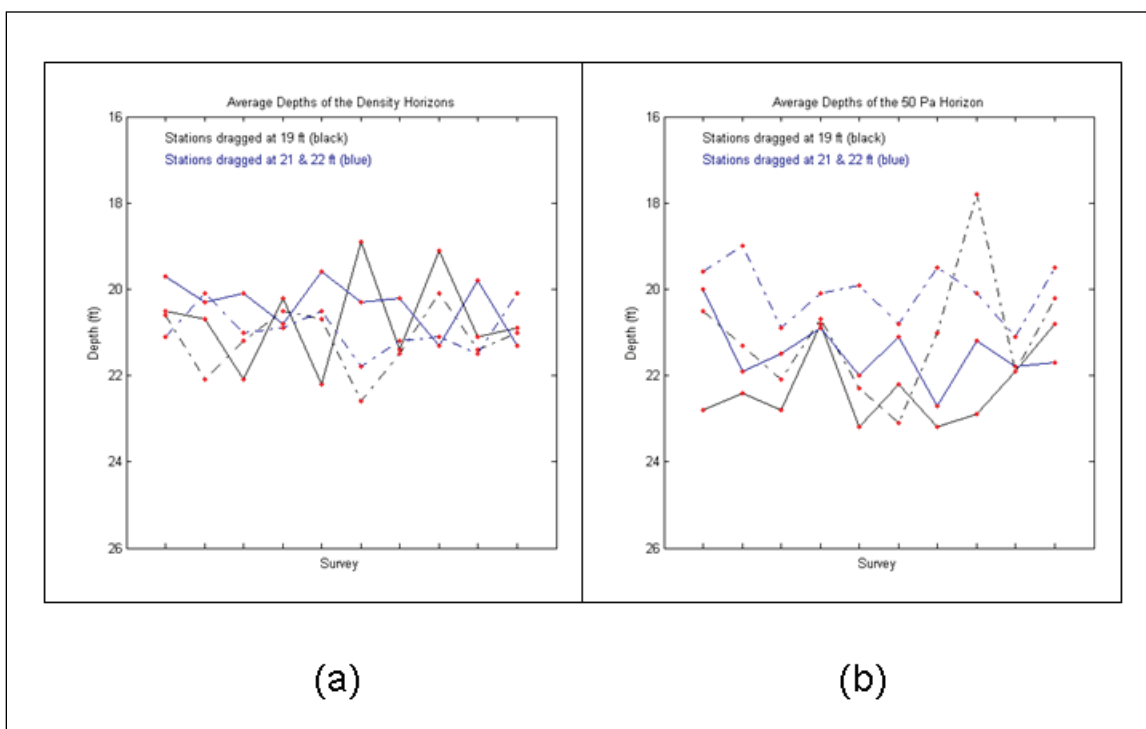 Average Depths of the Density Horizons
16
Stations dragged at 19 ft (black)
Stations dragged at 21 & 22 ft (blue)
18
20
Depth (ft)
22
24
26
Survey
Average Depths of the 50 Pa Horizon
16
Stations dragged at 19 ft (black)
Stations dragged at 21 & 22 ft (blue)
18
20
Depth (ft)
22
24
26
Survey
(a)
(b)